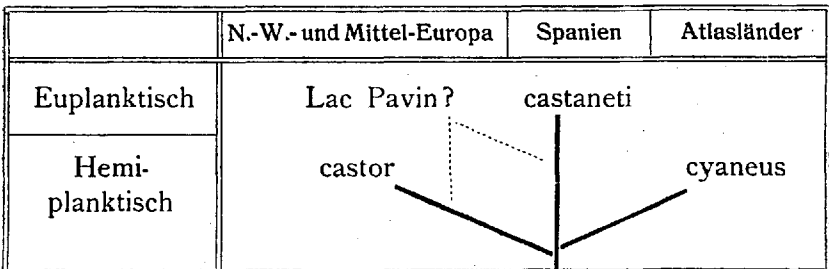 N.-W.- und Mittel-Europa Spanien Atlasländer
Euplanktisch Lac Pavin? castaneti
Hemi-
planktisch
castor cyaneus